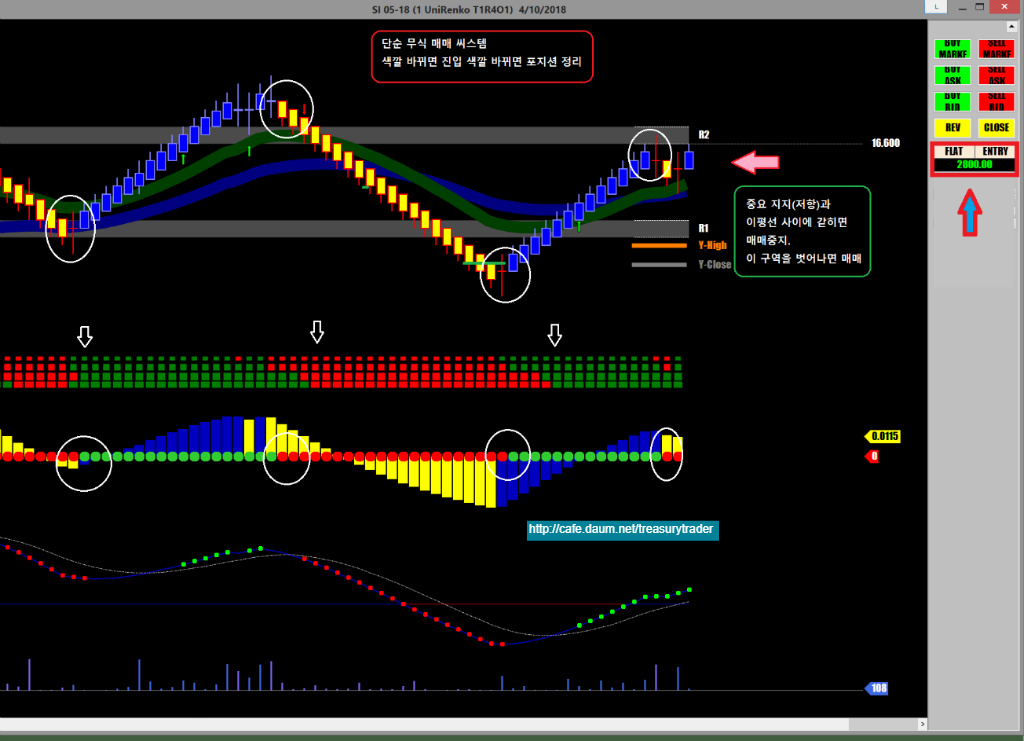 SI 05-18 (1 UniRenko T1R4O1)  4/10/2018
L
단순 무식 매매 씨스템
색깔 바뀌면 진입 색깔 바뀌면 포지션 정리
BUY MARKE
SELL MARKE
BUY ASK
SELL ASK
BUY BID
SELL BID
REV
CLOSE
FLAT
ENTRY
2800.00
R2
16.600
중요 지지(저항)과
이평선 사이에 갇히면
매매중지.
이 구역을 벗어나면 매매
R1
Y-High
Y-Close
0.0115
0
http://cafe.daum.net/treasurytrader
108